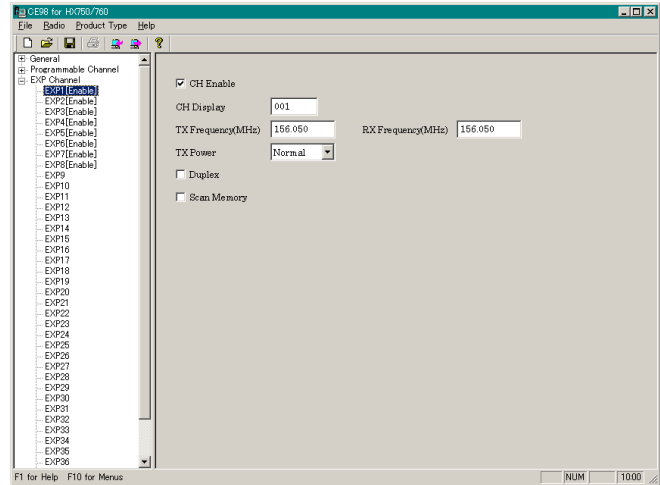 CE98 for HX750/760
File Radio Product Type Help
General
Programmable Channel
EXP Channel
EXP1[Enable]
EXP2[Enable]
EXP3[Enable]
EXP4[Enable]
EXP5[Enable]
EXP6[Enable]
EXP7[Enable]
EXP8[Enable]
EXP9
EXP10
EXP11
EXP12
EXP13
EXP14
EXP15
EXP16
EXP17
EXP18
EXP19
EXP20
EXP21
EXP22
EXP23
EXP24
EXP25
EXP26
EXP27
EXP28
EXP29
EXP30
EXP31
EXP32
EXP33
EXP34
EXP35
EXP36
CH Enable
CH Display 001
TX Frequency(MHz) 156.050 RX Frequency(MHz) 156.050
TX Power Normal
Duplex
Scan Memory
F1 for Help F10 for Menus NUM 10:00